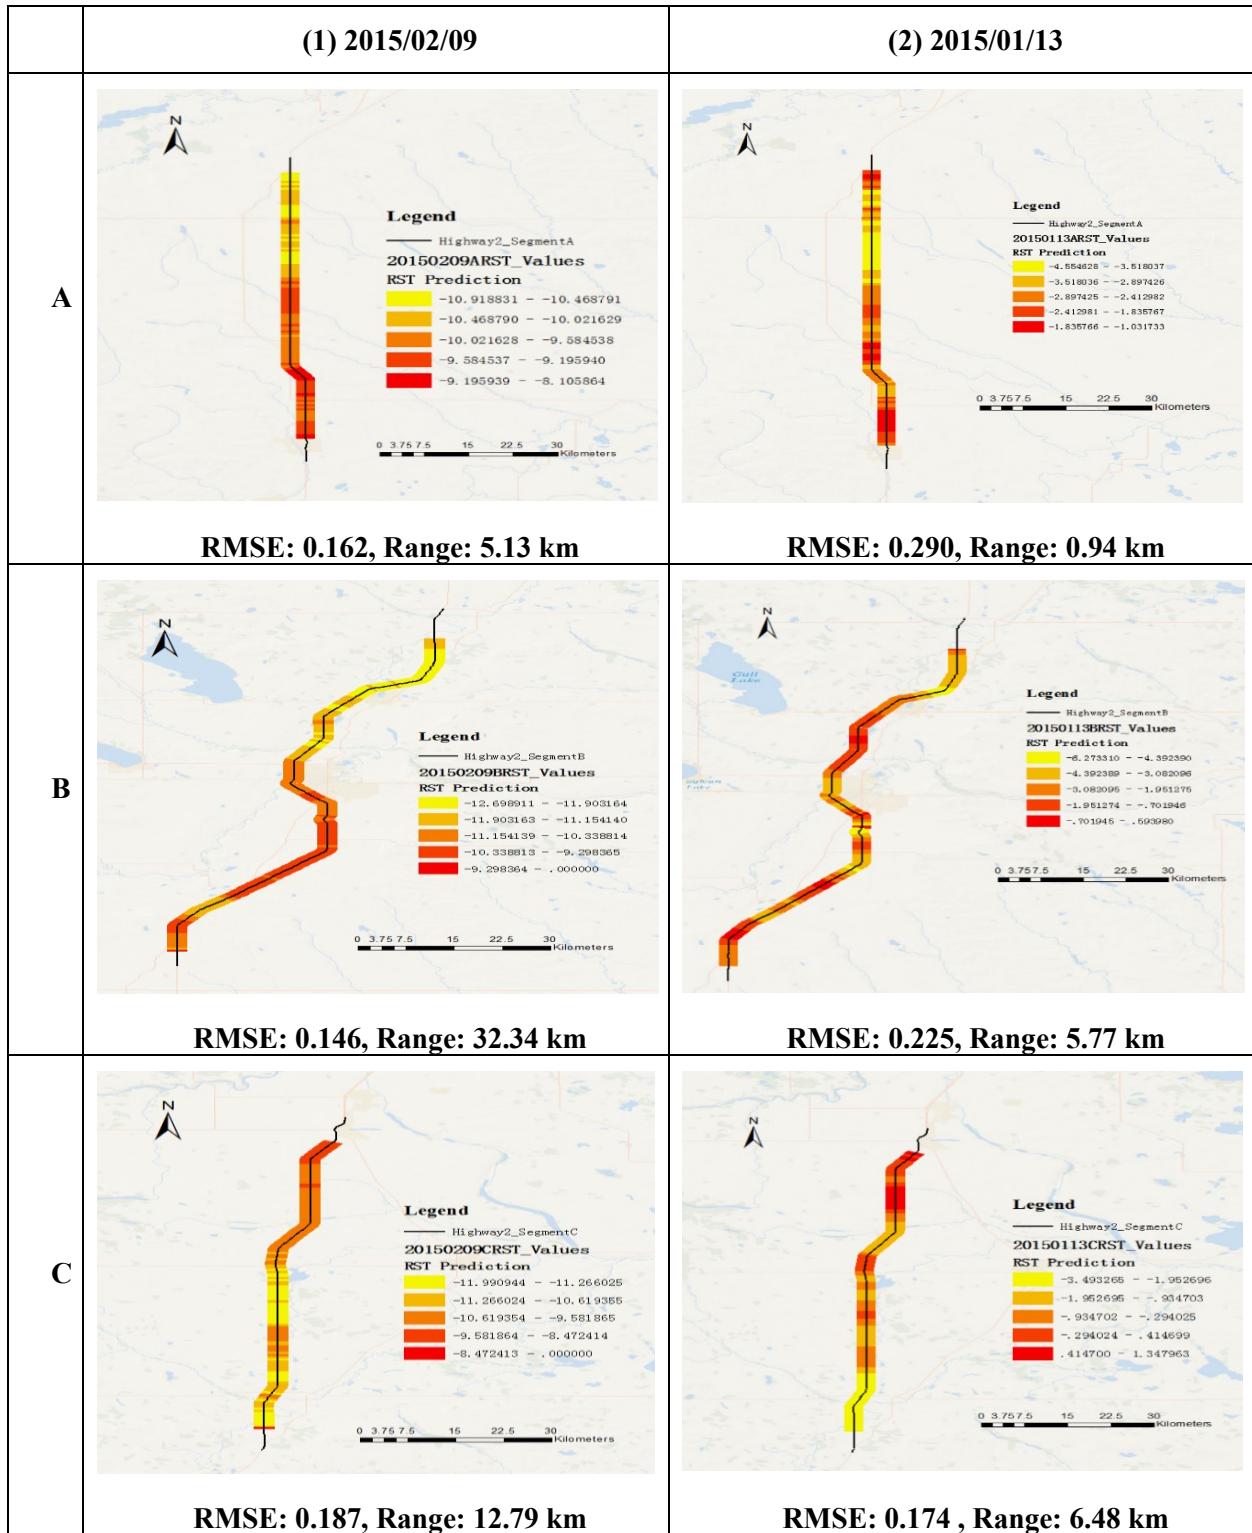 (1) 2015/02/09
(2) 2015/01/13
A
N
Legend
Highway2_SegmentA
20150209ARST_Values
RST Prediction
-10.918831 - -10.468791
-10.468790 - -10.021629
-10.021628 - -9.584538
-9.584537 - -9.195940
-9.195939 - -8.105864
0 3.75 7.5 15 22.5 30
Kilometers
RMSE: 0.162, Range: 5.13 km
N
Legend
Highway2_SegmentA
20150113ARST_Values
RST Prediction
-4.554628 - -3.518037
-3.518036 - -2.897426
-2.897425 - -2.412982
-2.412981 - -1.835767
-1.835766 - -1.031733
0 3.75 7.5 15 22.5 30
Kilometers
RMSE: 0.290, Range: 0.94 km
B
N
Legend
Highway2_SegmentB
20150209BRST_Values
RST Prediction
-12.698911 - -11.903164
-11.903163 - -11.154140
-11.154139 - -10.338814
-10.338813 - -9.298365
-9.298364 - .000000
0 3.75 7.5 15 22.5 30
Kilometers
RMSE: 0.146, Range: 32.34 km
N
Gull
Lake
Lake
Legend
Highway2_SegmentB
20150113BRST_Values
RST Prediction
-6.273310 - -4.392390
-4.392389 - -3.082096
-3.082095 - -1.951275
-1.951274 - -.701946
-.701945 - .593980
0 3.75 7.5 15 22.5 30
Kilometers
RMSE: 0.225, Range: 5.77 km
C
N
Legend
Highway2_SegmentC
20150209CRST_Values
RST Prediction
-11.990944 - -11.266025
-11.266024 - -10.619355
-10.619354 - -9.581865
-9.581864 - -8.472414
-8.472413 - .000000
0 3.75 7.5 15 22.5 30
Kilometers
RMSE: 0.187, Range: 12.79 km
N
Legend
Highway2_SegmentC
20150113CRST_Values
RST Prediction
-3.493265 - -1.952696
-1.952695 - -.934703
-.934702 - -.294025
-.294024 - .414699
.414700 - 1.347963
0 3.75 7.5 15 22.5 30
Kilometers
RMSE: 0.174 , Range: 6.48 km